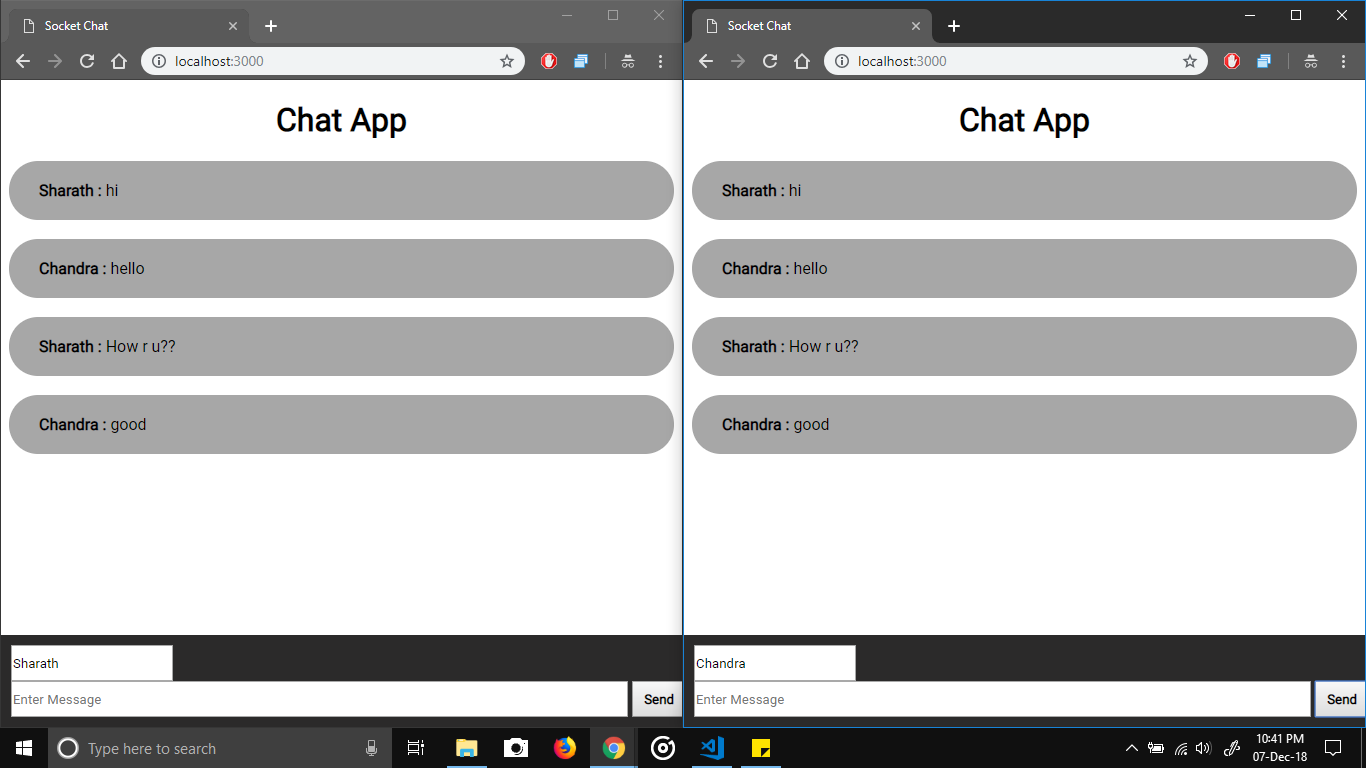 Socket Chat
localhost:3000
Chat App
Sharath : hi
Chandra : hello
Sharath : How r u??
Chandra : good
Sharath
Enter Message
Send
Socket Chat
localhost:3000
Chat App
Sharath : hi
Chandra : hello
Sharath : How r u??
Chandra : good
Chandra
Enter Message
Send
Type here to search
10:41 PM
07-Dec-18